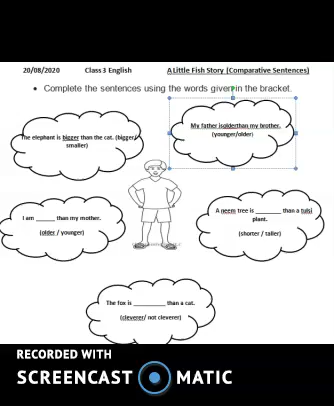 20/08/2020 Class 3 English A Little Fish Story (Comparative Sentences)
• Complete the sentences using the words given in the bracket.
The elephant is bigger than the cat. (bigger/
smaller)
My father isolderthan my brother.
(younger/older)
I am ______ than my mother.
(older / younger)
A neem tree is ________ than a tulsi
plant.
(shorter / taller)
The fox is __________ than a cat.
(cleverer/ not cleverer)
RECORDED WITH
SCREENCAST MATIC